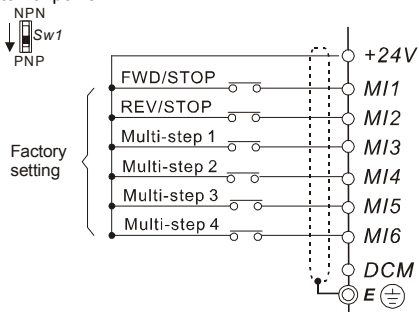 NPN
Sw1
PNP
+24V
FWD/STOP MI1
REV/STOP MI2
Multi-step 1 MI3
Multi-step 2 MI4
Multi-step 3 MI5
Multi-step 4 MI6
Factory
setting
DCM
E